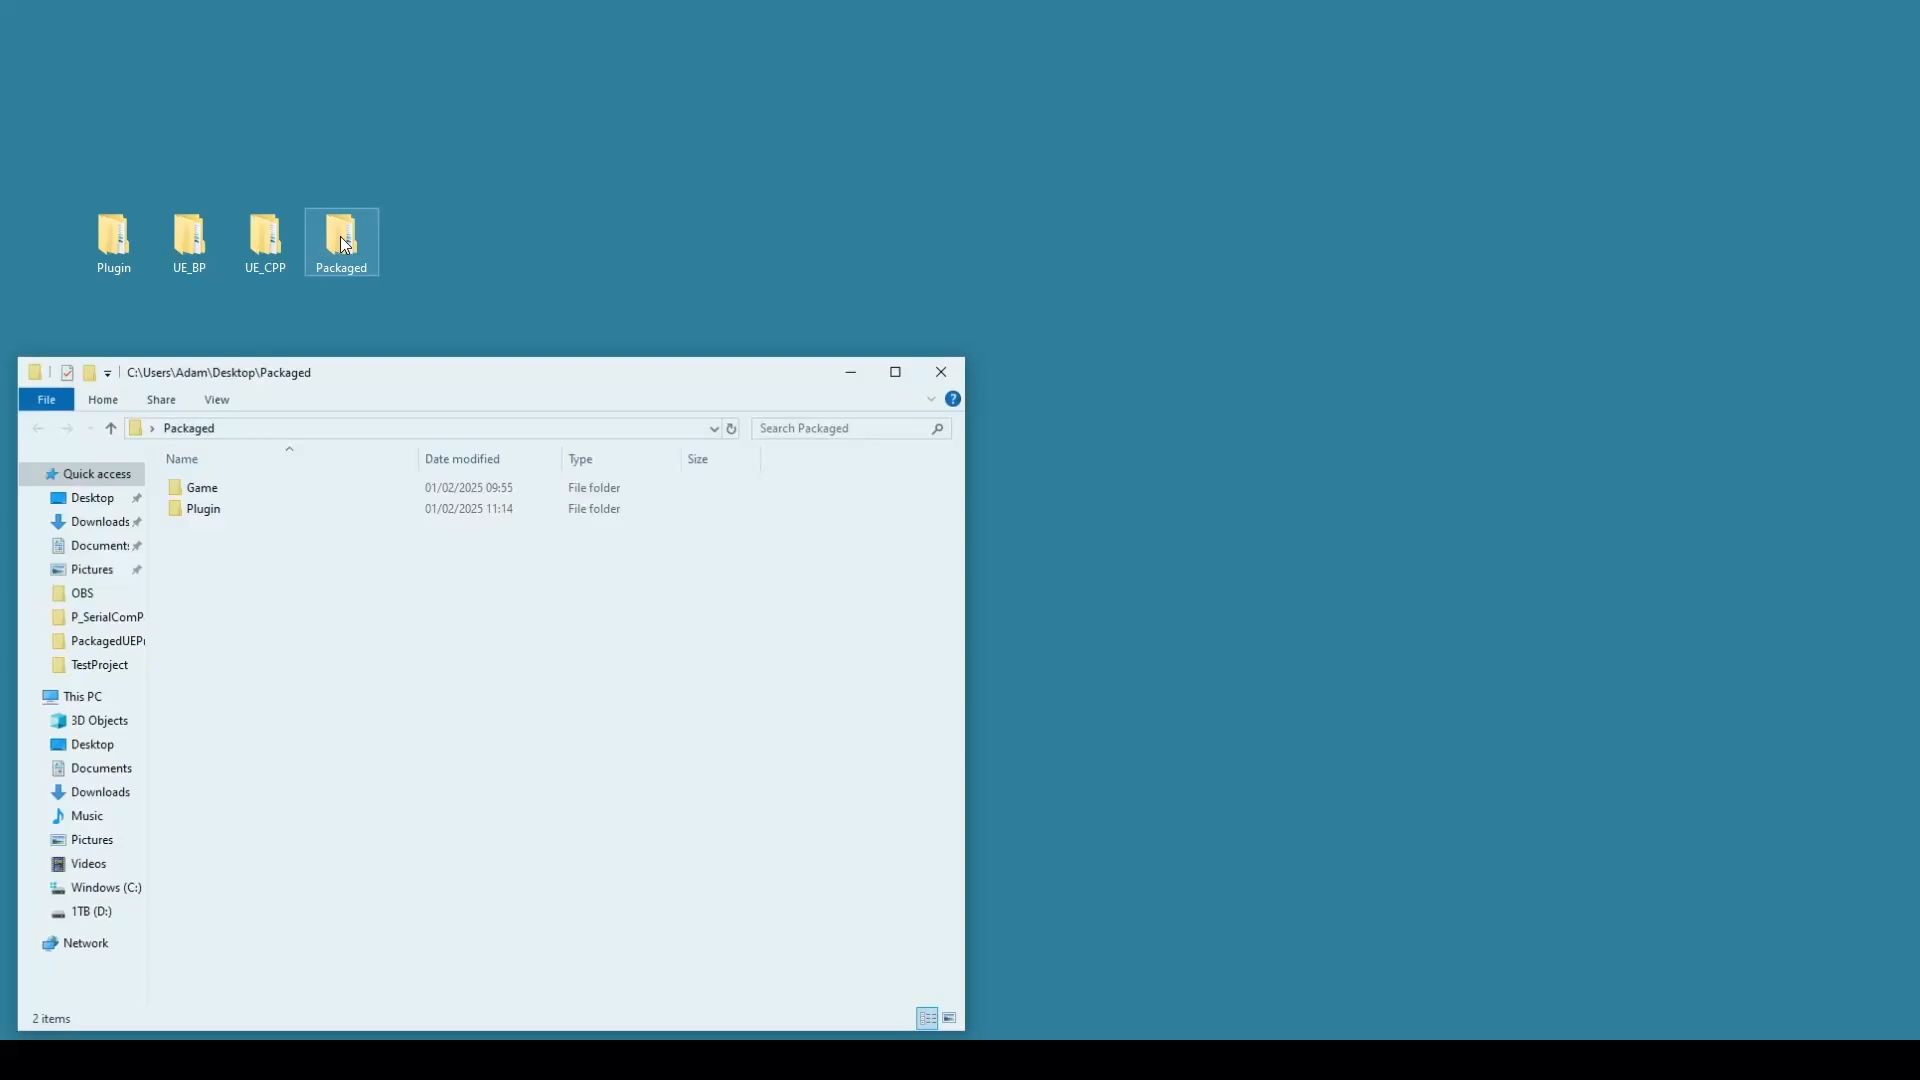 Plugin
UE_BP
UE_CPP
Packaged
C:\Users\Adam\Desktop\Packaged
File
Home
Share
View
?
Packaged
Search Packaged
Name
Date modified
Type
Size
Game
01/02/2025 09:55
File folder
Plugin
01/02/2025 11:14
File folder
Quick access
Desktop
Downloads
Documents
Pictures
OBS
P_SerialComP
PackagedUEPr
TestProject
This PC
3D Objects
Desktop
Documents
Downloads
Music
Pictures
Videos
Windows (C:)
1TB (D:)
Network
2 items